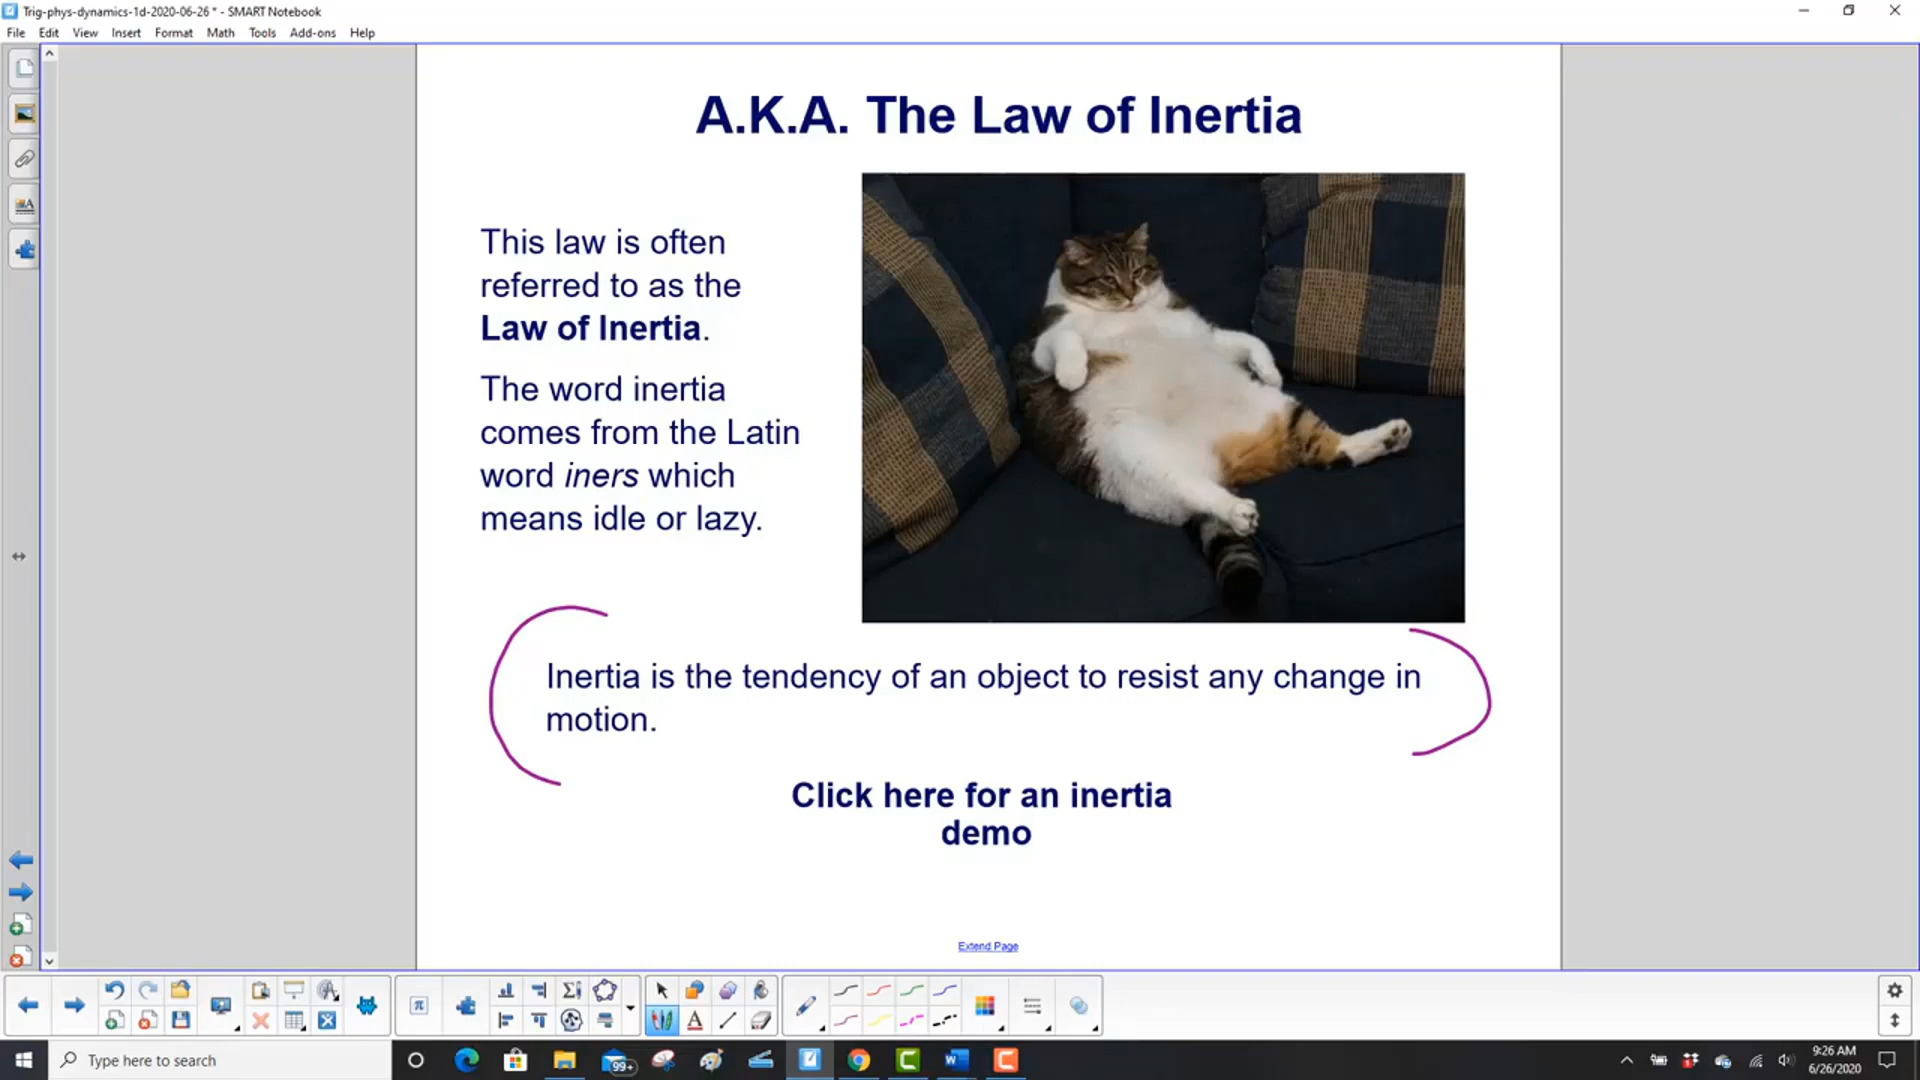 Trig-phys-dynamics-1d-2020-06-26 * - SMART Notebook
File Edit View Insert Format Math Tools Add-ons Help
A.K.A. The Law of Inertia
This law is often
referred to as the
Law of Inertia.
The word inertia
comes from the Latin
word iners which
means idle or lazy.
Inertia is the tendency of an object to resist any change in
motion.
Click here for an inertia
demo
Extend Page
Type here to search
99+
9:26 AM
6/26/2020